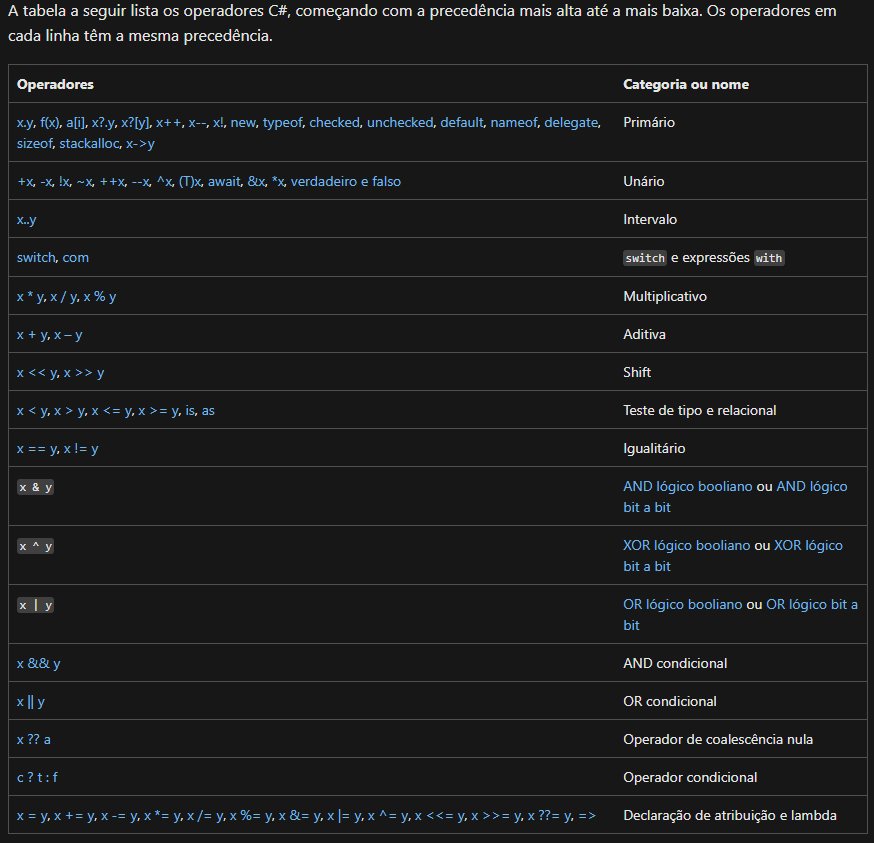 A tabela a seguir lista os operadores C#, começando com a precedência mais alta até a mais baixa. Os operadores em
cada linha têm a mesma precedência.
Operadores Categoria ou nome
x.y, f(x), a[i], x?.y, x?[y], x++, x--, x!, new, typeof, checked, unchecked, default, nameof, delegate, Primário
sizeof, stackalloc, x->y
+x, -x, !x, ~x, ++x, --x, ^x, (T)x, await, &x, *x, verdadeiro e falso Unário
x..y Intervalo
switch, com switch e expressões with
x * y, x / y, x % y Multiplicativo
x + y, x – y Aditiva
x << y, x >> y Shift
x < y, x > y, x <= y, x >= y, is, as Teste de tipo e relacional
x == y, x != y Igualitário
x & y AND lógico booliano ou AND lógico
bit a bit
x ^ y XOR lógico booliano ou XOR lógico
bit a bit
x | y OR lógico booliano ou OR lógico bit a
bit
x && y AND condicional
x || y OR condicional
x ?? a Operador de coalescência nula
c ? t : f Operador condicional
x = y, x += y, x -= y, x *= y, x /= y, x %= y, x &= y, x |= y, x ^= y, x <<= y, x >>= y, x ??= y, => Declaração de atribuição e lambda